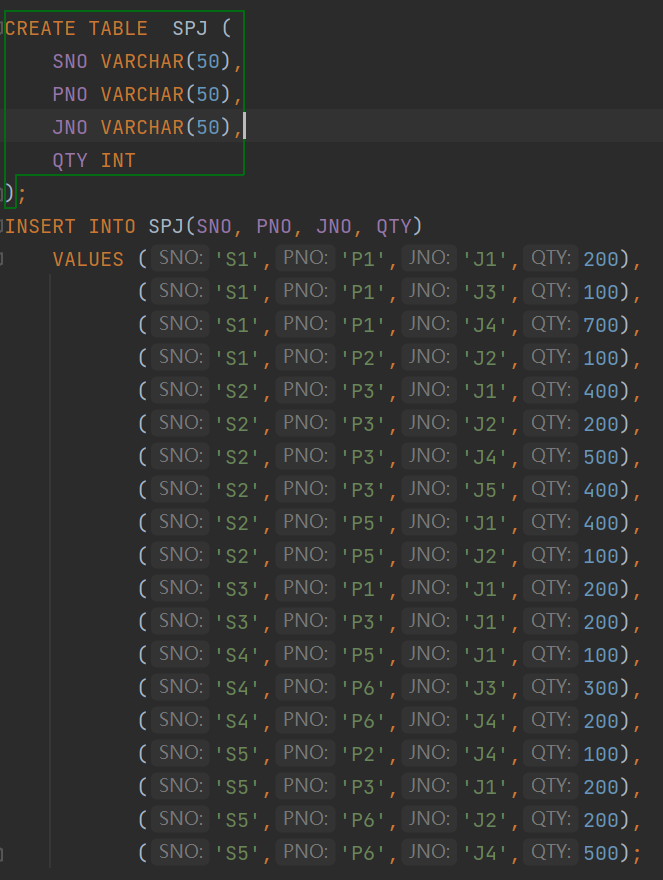 CREATE TABLE  SPJ (
    SNO VARCHAR(50),
    PNO VARCHAR(50),
    JNO VARCHAR(50),
    QTY INT
);
INSERT INTO SPJ(SNO, PNO, JNO, QTY)
    VALUES ( SNO: 'S1', PNO: 'P1', JNO: 'J1', QTY: 200),
           ( SNO: 'S1', PNO: 'P1', JNO: 'J3', QTY: 100),
           ( SNO: 'S1', PNO: 'P1', JNO: 'J4', QTY: 700),
           ( SNO: 'S1', PNO: 'P2', JNO: 'J2', QTY: 100),
           ( SNO: 'S2', PNO: 'P3', JNO: 'J1', QTY: 400),
           ( SNO: 'S2', PNO: 'P3', JNO: 'J2', QTY: 200),
           ( SNO: 'S2', PNO: 'P3', JNO: 'J4', QTY: 500),
           ( SNO: 'S2', PNO: 'P3', JNO: 'J5', QTY: 400),
           ( SNO: 'S2', PNO: 'P5', JNO: 'J1', QTY: 400),
           ( SNO: 'S2', PNO: 'P5', JNO: 'J2', QTY: 100),
           ( SNO: 'S3', PNO: 'P1', JNO: 'J1', QTY: 200),
           ( SNO: 'S3', PNO: 'P3', JNO: 'J1', QTY: 200),
           ( SNO: 'S4', PNO: 'P5', JNO: 'J1', QTY: 100),
           ( SNO: 'S4', PNO: 'P6', JNO: 'J3', QTY: 300),
           ( SNO: 'S4', PNO: 'P6', JNO: 'J4', QTY: 200),
           ( SNO: 'S5', PNO: 'P2', JNO: 'J4', QTY: 100),
           ( SNO: 'S5', PNO: 'P3', JNO: 'J1', QTY: 200),
           ( SNO: 'S5', PNO: 'P6', JNO: 'J2', QTY: 200),
           ( SNO: 'S5', PNO: 'P6', JNO: 'J4', QTY: 500);